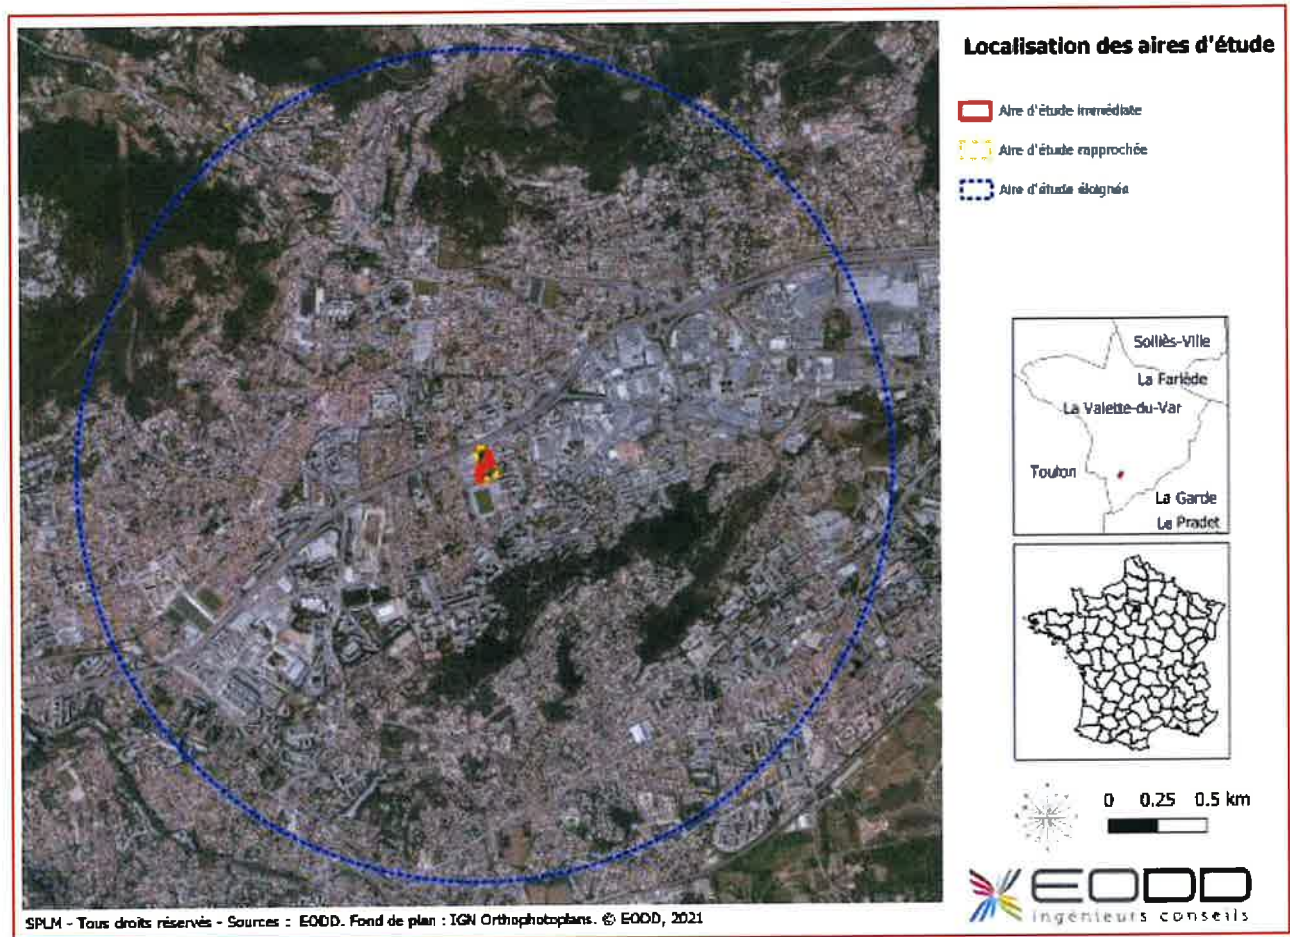 Localisation des aires d'étude
Aire d'étude immédiate
Aire d'étude rapprochée
Aire d'étude éloignée
Solliès-Ville
La Farlède
La Valette-du-Var
Toulon
La Garde
Le Pradet
0 0.25 0.5 km
EODD
ingénieurs conseils
SPLM - Tous droits réservés - Sources : EODD. Fond de plan : IGN Orthophotoplans. © EODD, 2021